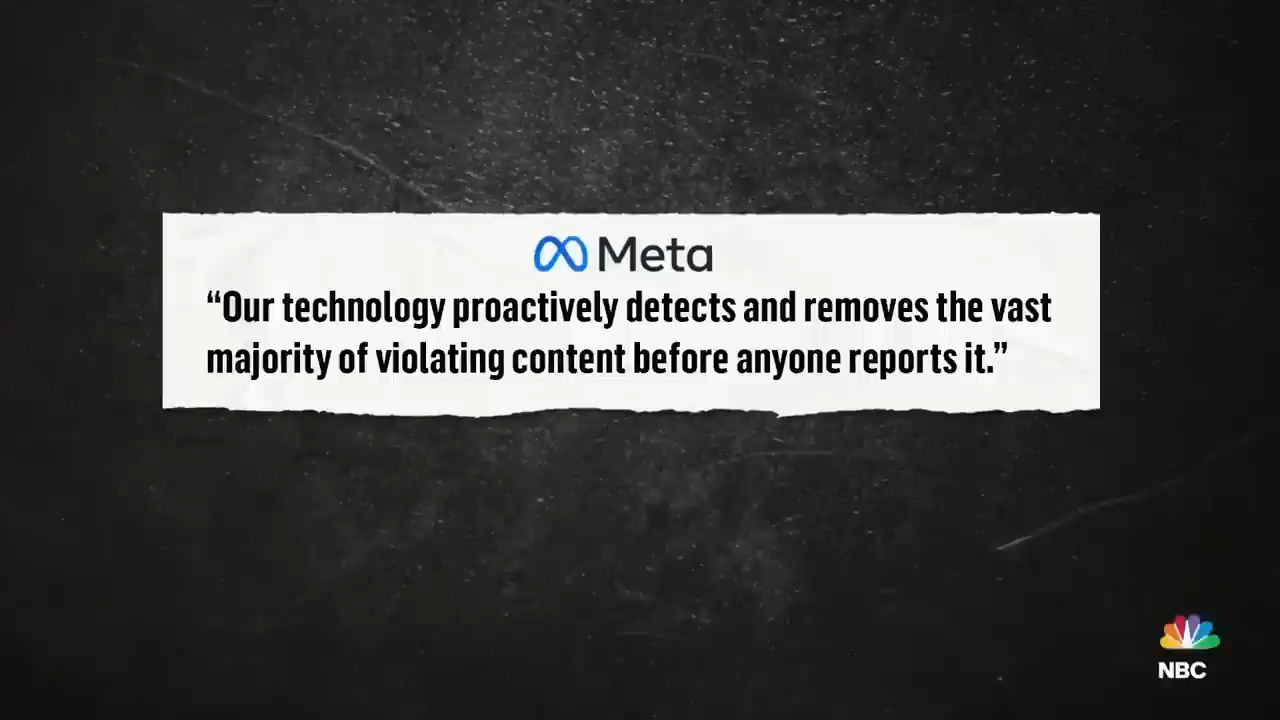 Meta
“Our technology proactively detects and removes the vast
majority of violating content before anyone reports it.”
NBC